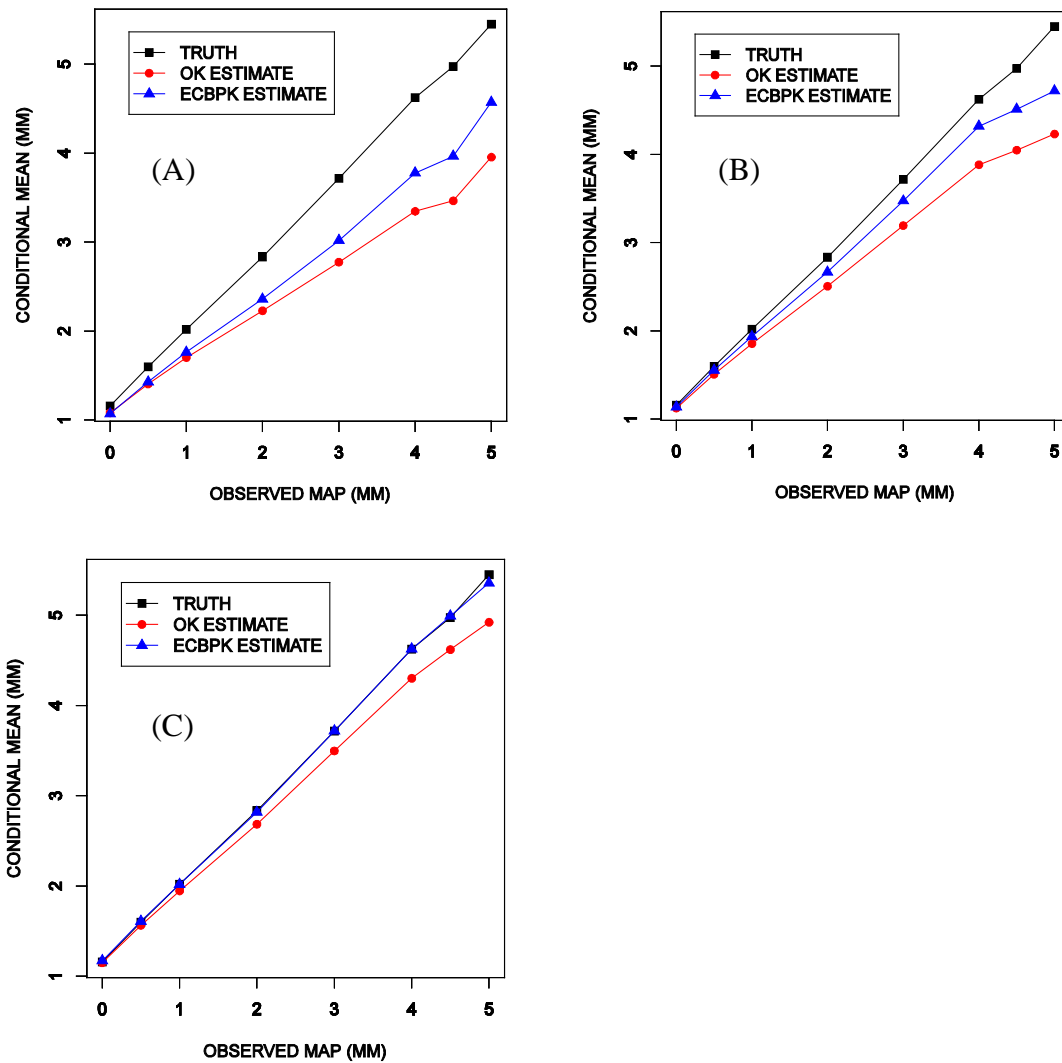 TRUTH
OK ESTIMATE
ECBPK ESTIMATE
(A)
CONDITIONAL MEAN (MM)
5
4
3
2
1
0 1 2 3 4 5
OBSERVED MAP (MM)
TRUTH
OK ESTIMATE
ECBPK ESTIMATE
(B)
CONDITIONAL MEAN (MM)
5
4
3
2
1
0 1 2 3 4 5
OBSERVED MAP (MM)
TRUTH
OK ESTIMATE
ECBPK ESTIMATE
(C)
CONDITIONAL MEAN (MM)
5
4
3
2
1
0 1 2 3 4 5
OBSERVED MAP (MM)